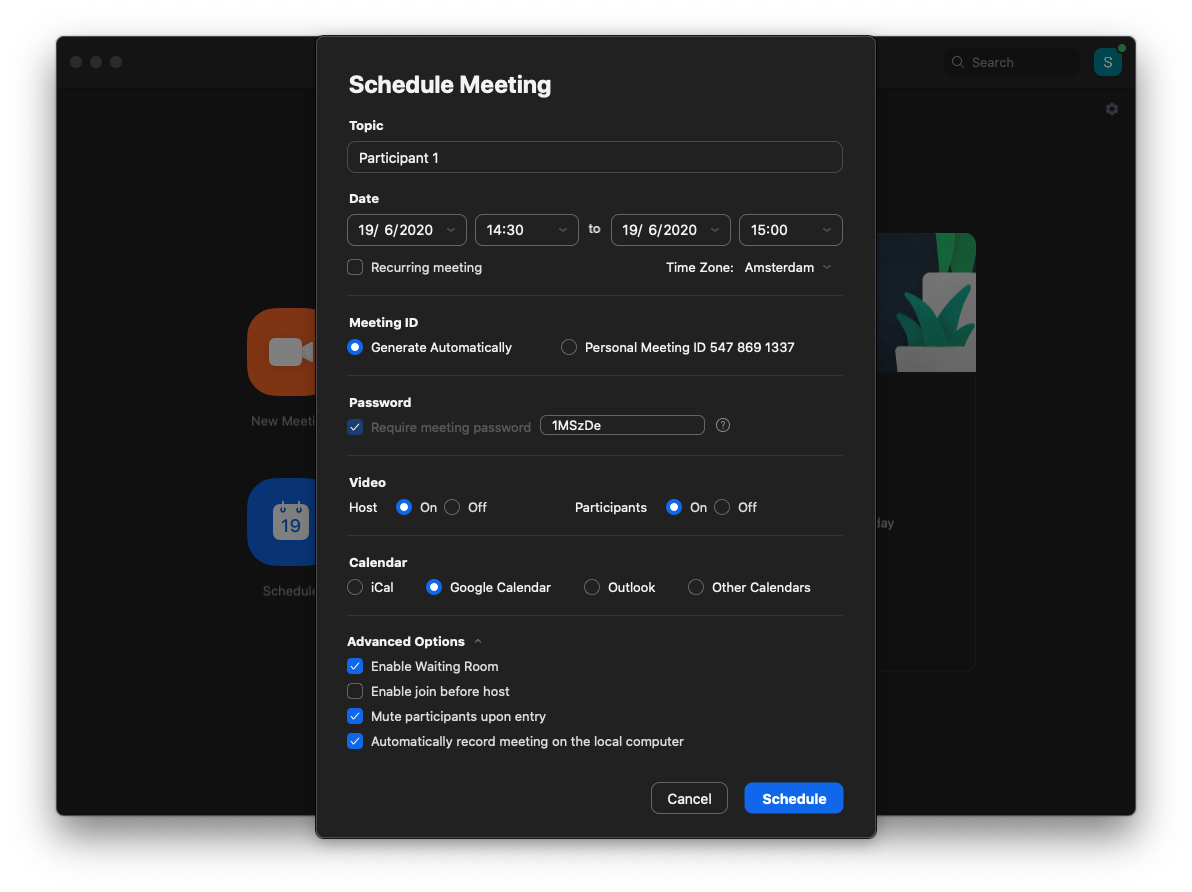 Search
S
Schedule Meeting
Topic
Participant 1
Date
19/ 6/2020 14:30 to 19/ 6/2020 15:00
Recurring meeting Time Zone: Amsterdam
Meeting ID
Generate Automatically Personal Meeting ID 547 869 1337
Password
Require meeting password 1MSzDe ?
Video
Host On Off Participants On Off
Calendar
iCal Google Calendar Outlook Other Calendars
Advanced Options
Enable Waiting Room
Enable join before host
Mute participants upon entry
Automatically record meeting on the local computer
Cancel Schedule
New Meeti
19
Schedule
day